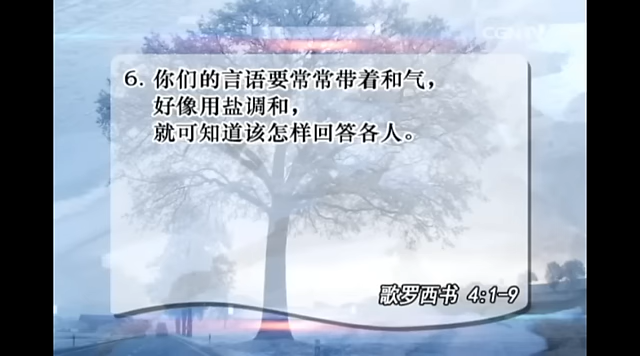 CGNTV
6. 你们的言语要常常带着和气，
好像用盐调和，
就可知道该怎样回答各人。
歌罗西书 4:1-9